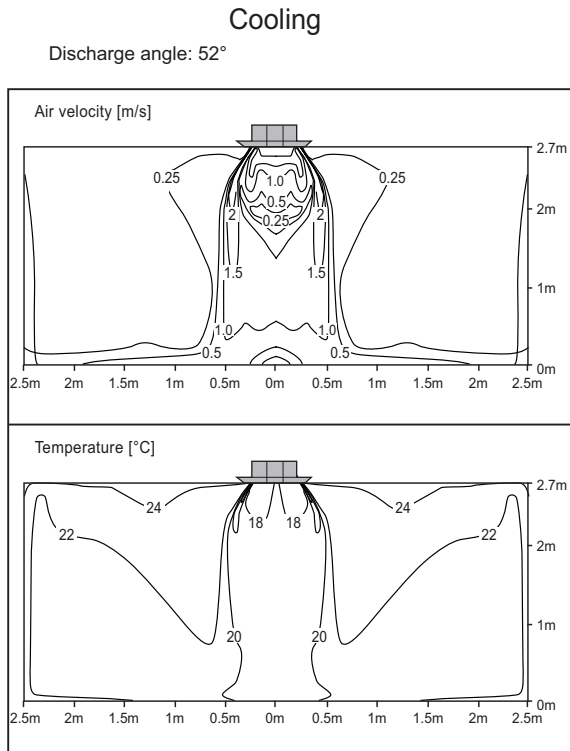 Cooling
Discharge angle: 52°
Air velocity [m/s]
2.7m
0.25
1.0
0.25
0.5
2
2
2m
0.25
1.5
1.5
1m
1.0
1.0
0.5
0.5
0m
2.5m 2m 1.5m 1m 0.5m 0m 0.5m 1m 1.5m 2m 2.5m
Temperature [°C]
2.7m
24
18
18
24
22
22
2m
20
20
1m
0m
2.5m 2m 1.5m 1m 0.5m 0m 0.5m 1m 1.5m 2m 2.5m